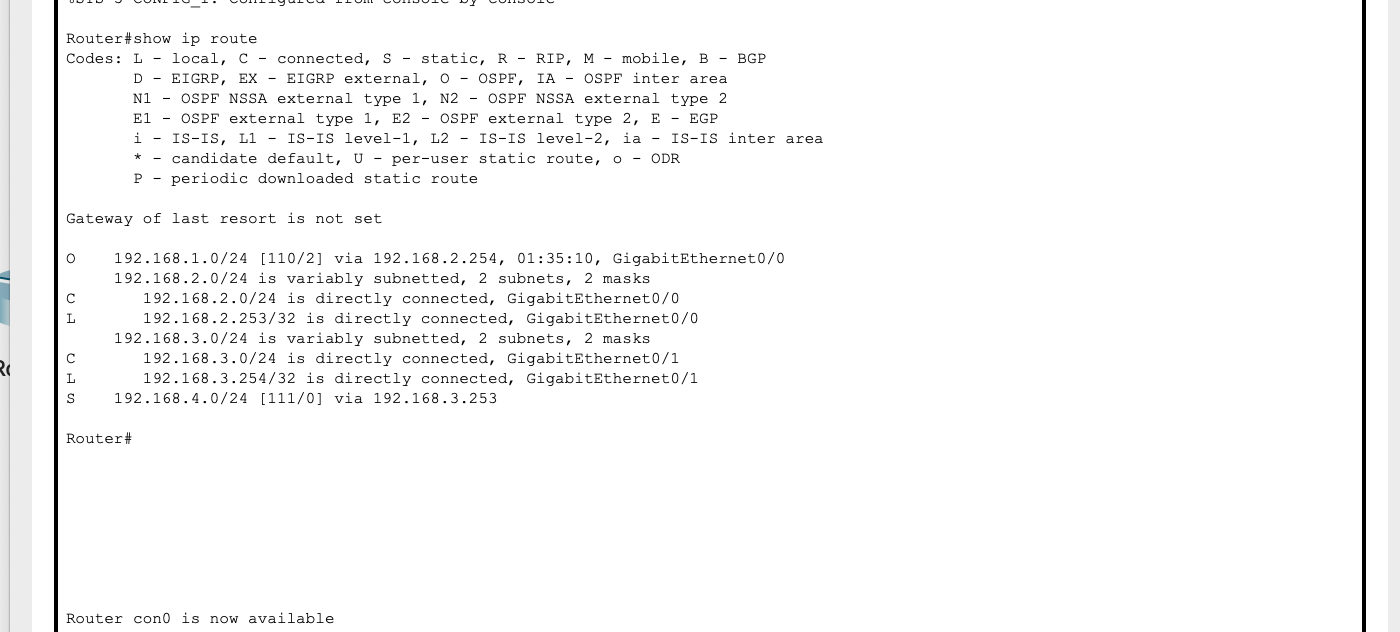 Router#show ip route
Codes: L - local, C - connected, S - static, R - RIP, M - mobile, B - BGP
D - EIGRP, EX - EIGRP external, O - OSPF, IA - OSPF inter area
N1 - OSPF NSSA external type 1, N2 - OSPF NSSA external type 2
E1 - OSPF external type 1, E2 - OSPF external type 2, E - EGP
i - IS-IS, L1 - IS-IS level-1, L2 - IS-IS level-2, ia - IS-IS inter area
* - candidate default, U - per-user static route, o - ODR
P - periodic downloaded static route
Gateway of last resort is not set
O 192.168.1.0/24 [110/2] via 192.168.2.254, 01:35:10, GigabitEthernet0/0
192.168.2.0/24 is variably subnetted, 2 subnets, 2 masks
C 192.168.2.0/24 is directly connected, GigabitEthernet0/0
L 192.168.2.253/32 is directly connected, GigabitEthernet0/0
192.168.3.0/24 is variably subnetted, 2 subnets, 2 masks
C 192.168.3.0/24 is directly connected, GigabitEthernet0/1
L 192.168.3.254/32 is directly connected, GigabitEthernet0/1
S 192.168.4.0/24 [111/0] via 192.168.3.253
Router#
Router con0 is now available